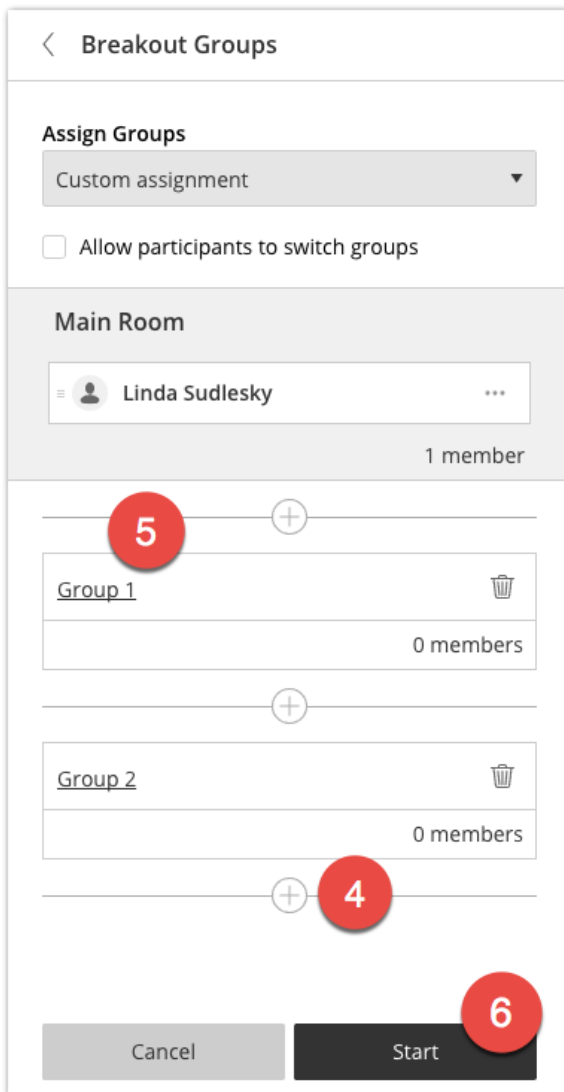 Breakout Groups
Assign Groups
Custom assignment
Allow participants to switch groups
Main Room
Linda Sudlesky
1 member
5
Group 1
0 members
Group 2
0 members
4
6
Cancel Start